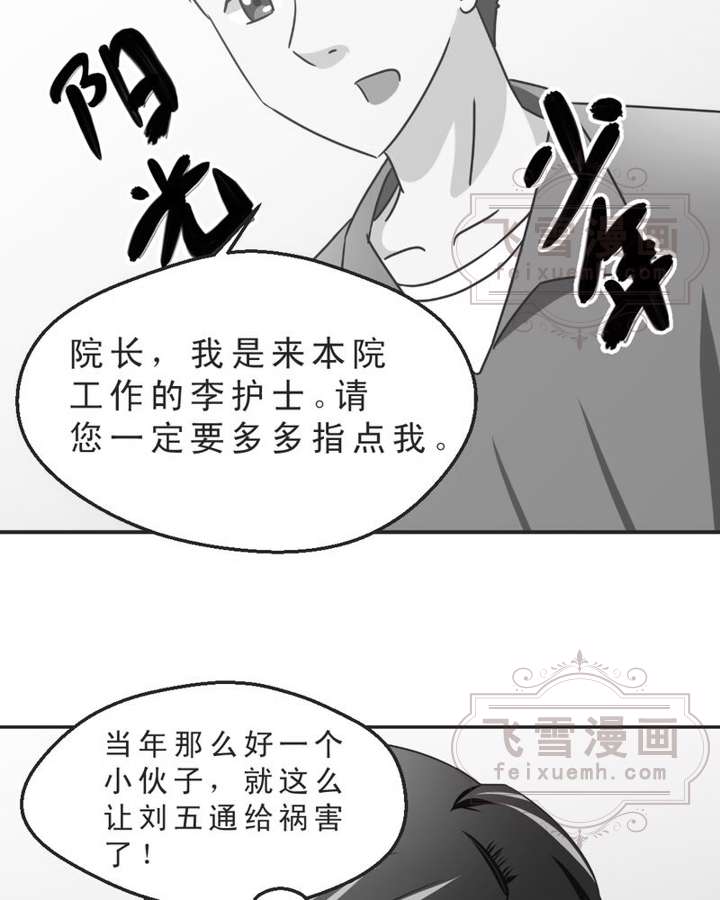 阳光
少年
飞雪漫画
feixuemh.com
院长，我是来本院
工作的李护士。请
您一定要多多指点我。
飞雪漫画
feixuemh.com
当年那么好一个
小伙子，就这么
让刘五通给祸害
了！